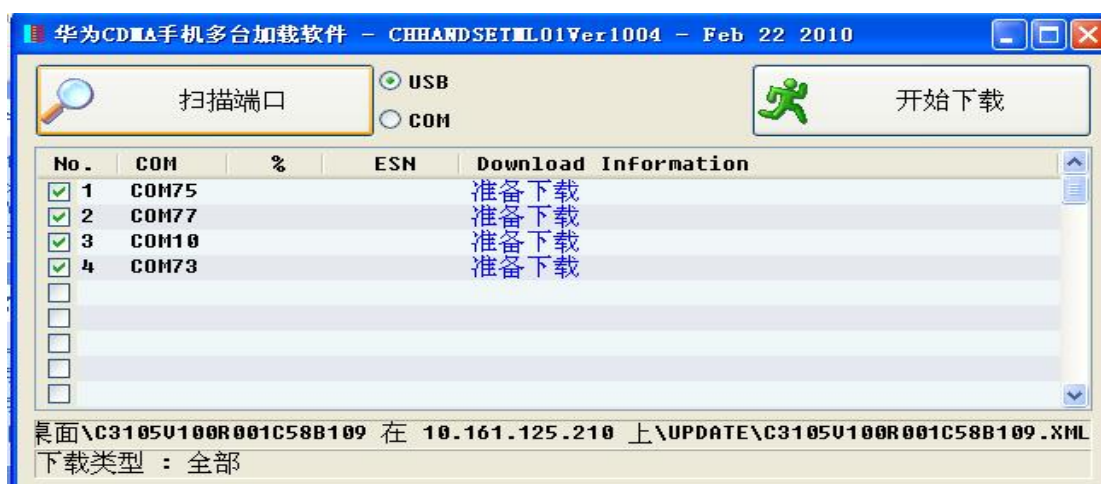 华为CDMA手机多台加载软件 - CHHANDSETML01Ver1004 - Feb 22 2010
扫描端口
USB
COM
开始下载
No. COM % ESN Download Information
1 COM75 准备下载
2 COM77 准备下载
3 COM10 准备下载
4 COM73 准备下载
桌面\C3105V100R001C58B109 在 10.161.125.210 上\UPDATE\C3105V100R001C58B109.XML
下载类型 : 全部